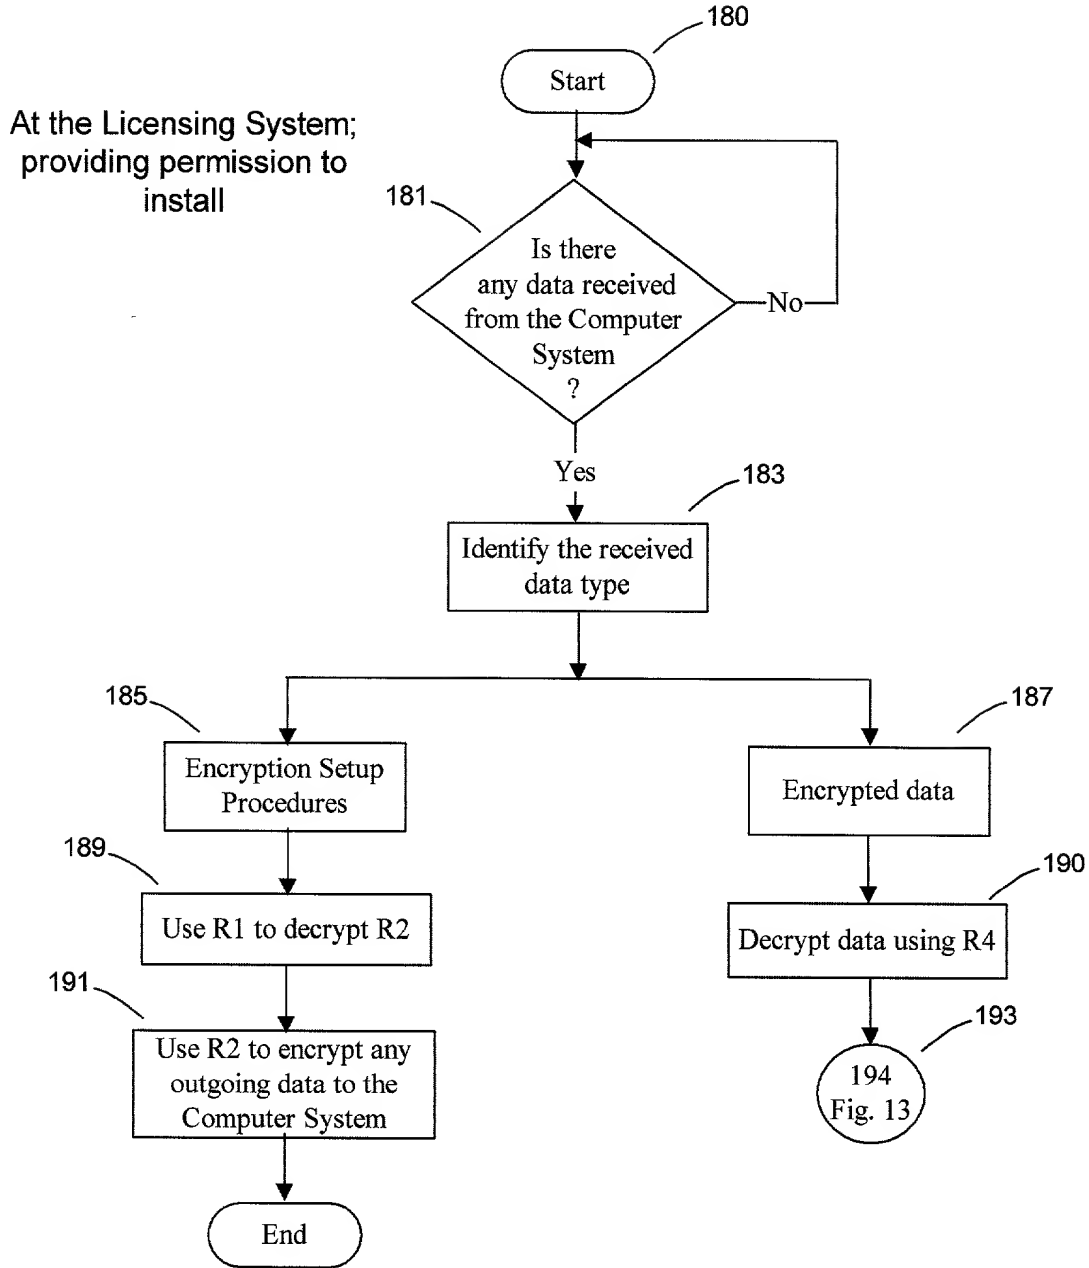 180
Start
At the Licensing System;
providing permission to
install
181
Is there
any data received
from the Computer
System
?
No
Yes
183
Identify the received
data type
185
Encryption Setup
Procedures
187
Encrypted data
189
Use R1 to decrypt R2
190
Decrypt data using R4
191
Use R2 to encrypt any
outgoing data to the
Computer System
193
194
Fig. 13
End